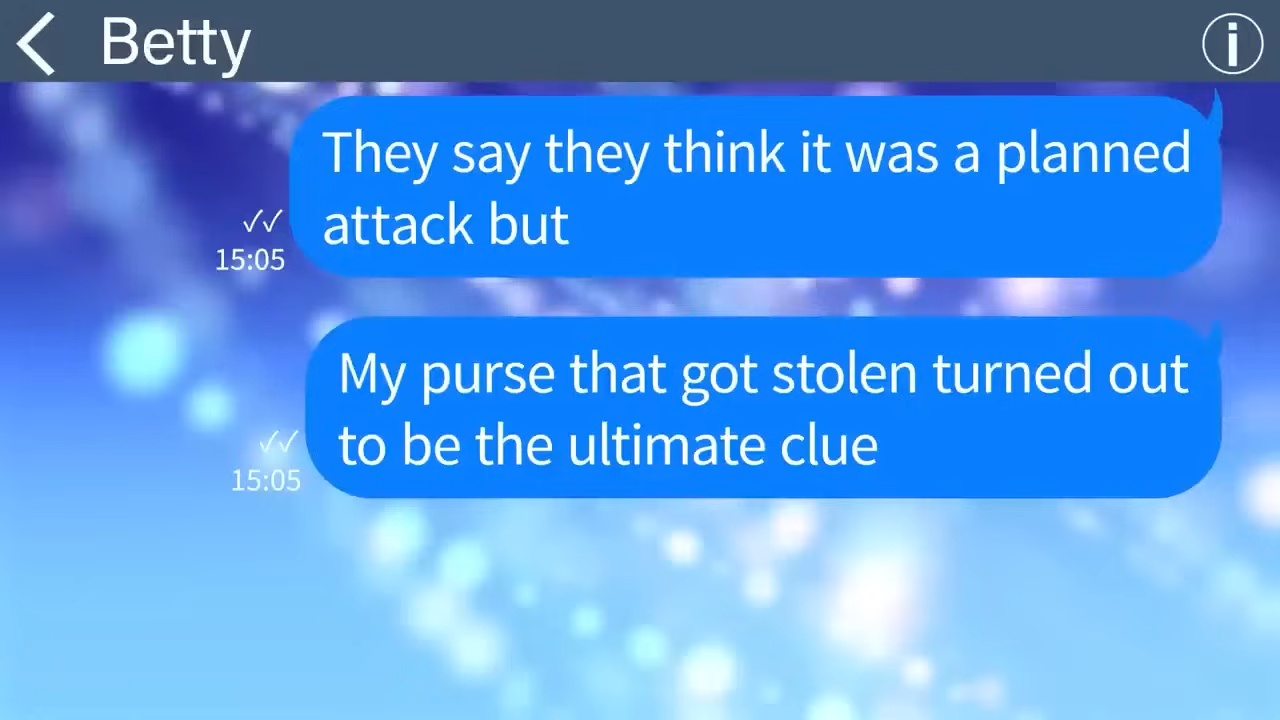 Betty
They say they think it was a planned
attack but
✓✓
15:05
My purse that got stolen turned out
to be the ultimate clue
✓✓
15:05